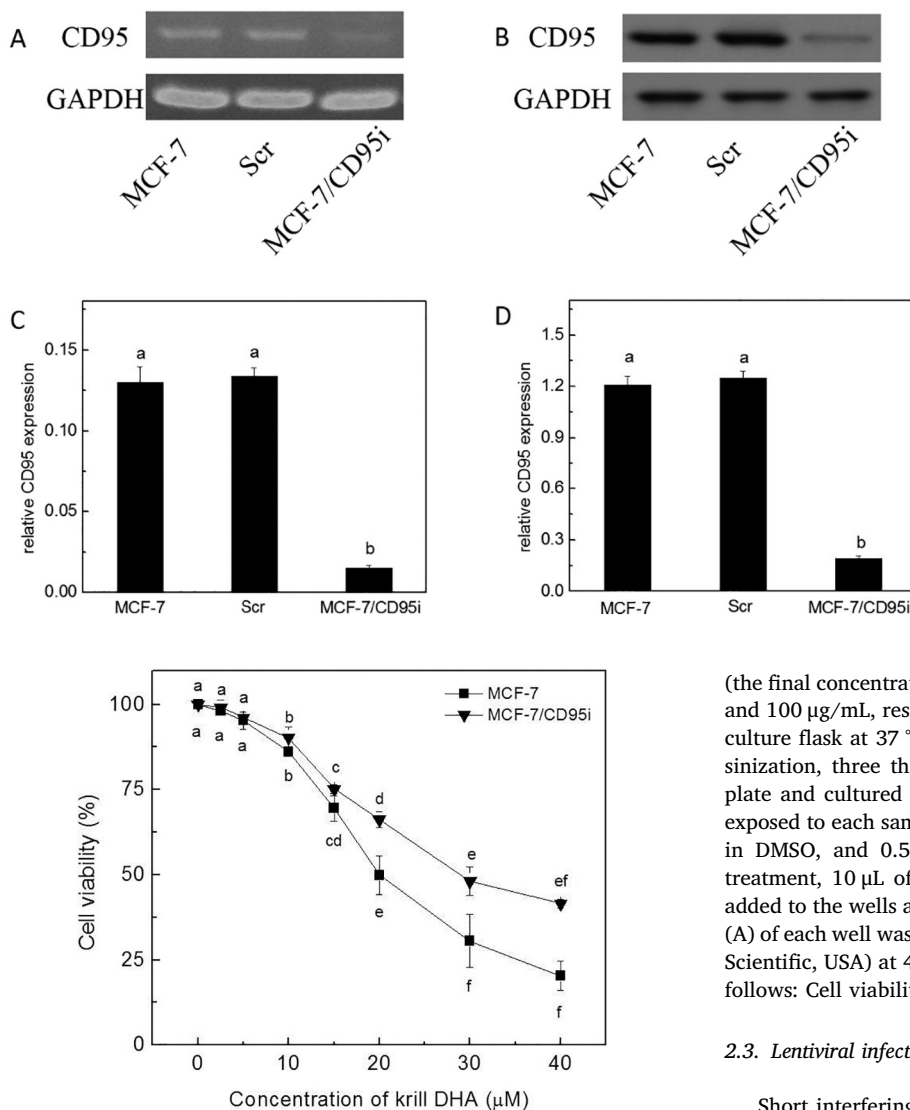 A
CD95
GAPDH
MCF-7
Scr
MCF-7/CD95i
B
CD95
GAPDH
MCF-7
Scr
MCF-7/CD95i
C
relative CD95 expression
0.15
0.10
0.05
0.00
a
a
b
MCF-7
Scr
MCF-7/CD95i
D
relative CD95 expression
1.5
1.2
0.9
0.6
0.3
0.0
a
a
b
MCF-7
Scr
MCF-7/CD95i
Cell viability (%)
100
75
50
25
0
MCF-7
MCF-7/CD95i
a a a b c d e ef
a a a b cd e f f
0 10 20 30 40
Concentration of krill DHA (μM)
(the final concentrat
and 100 μg/mL, res
culture flask at 37 °
sinization, three th
plate and cultured
exposed to each san
in DMSO, and 0.5
treatment, 10 μL of
added to the wells a
(A) of each well was
Scientific, USA) at 4
follows: Cell viabilit
2.3. Lentiviral infect
Short interfering